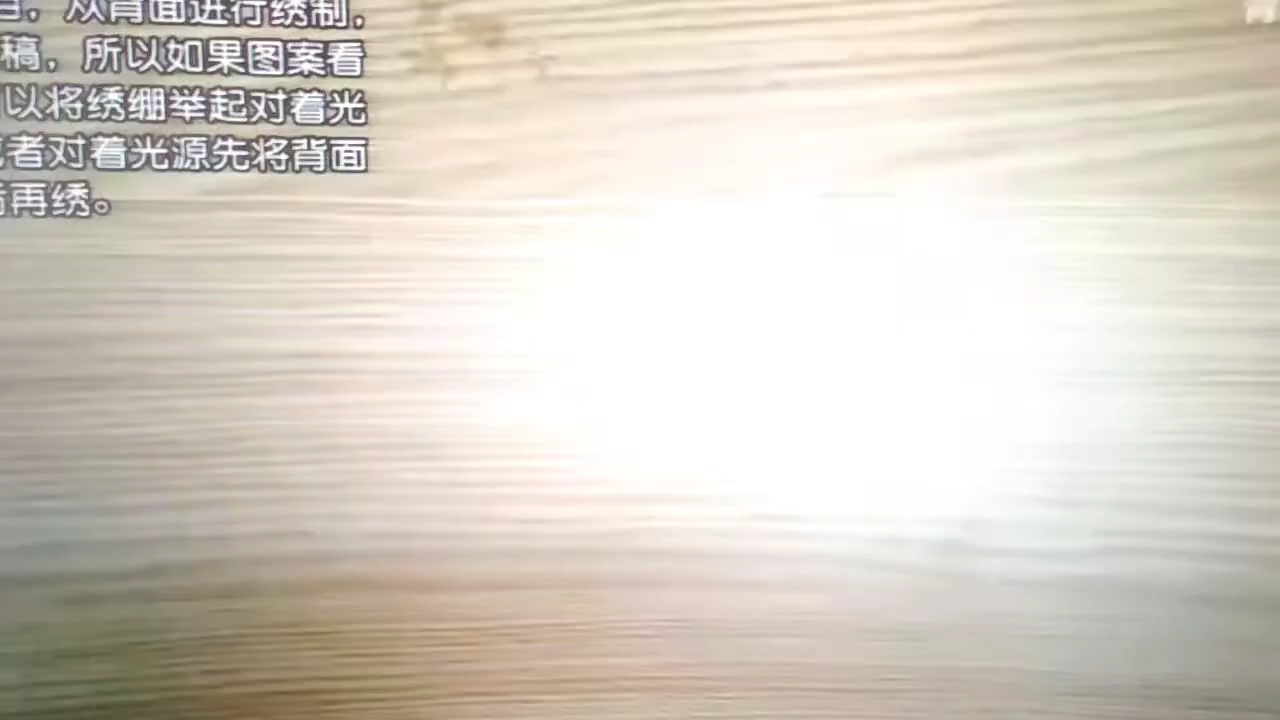 ，从背面进行绣制，
稿，所以如果图案看
以将绣绷举起对着光
者对着光源先将背面
再绣。